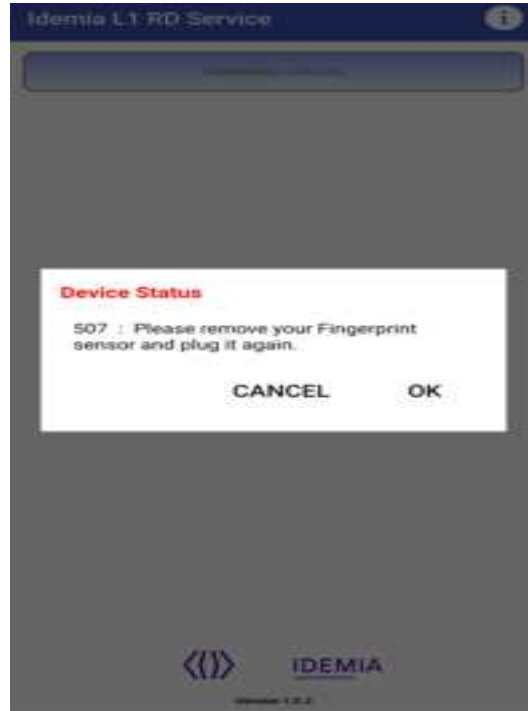 Idemia L1 RD Service
i
Device Status
507 : Please remove your Fingerprint
sensor and plug it again.
CANCEL OK
IDEMIA